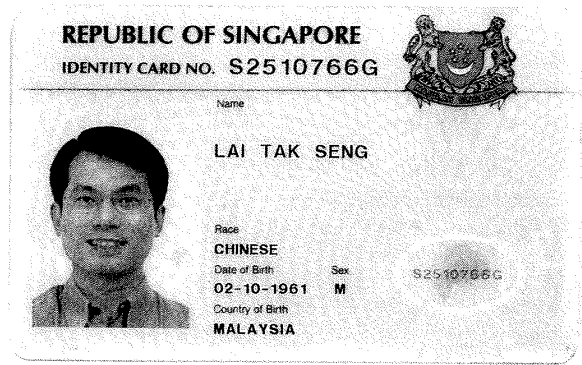 REPUBLIC OF SINGAPORE
IDENTITY CARD NO. S2510766G
Name
LAI TAK SENG
Race
CHINESE
Date of Birth Sex
02-10-1961 M
S2510766G
Country of Birth
MALAYSIA